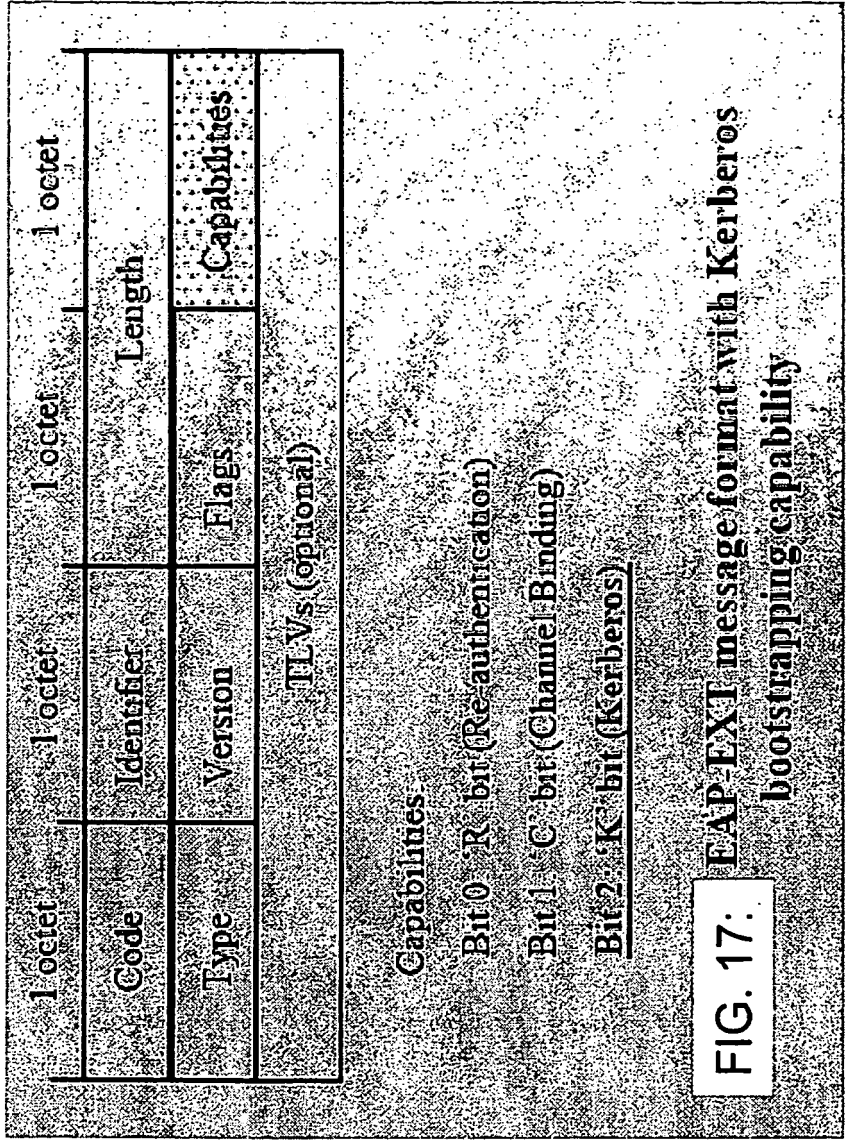 1 octet 1 octet 1 octet 1 octet
Code Identifier Length
Type Version Flags Capabilities
TLVs (optional)
Capabilities
Bit 0: 'R' bit (Re-authentication)
Bit 1: 'C' bit (Channel Binding)
Bit 2: 'K' bit (Kerberos)
FIG. 17: EAP-EXT message format with Kerberos
bootstrapping capability